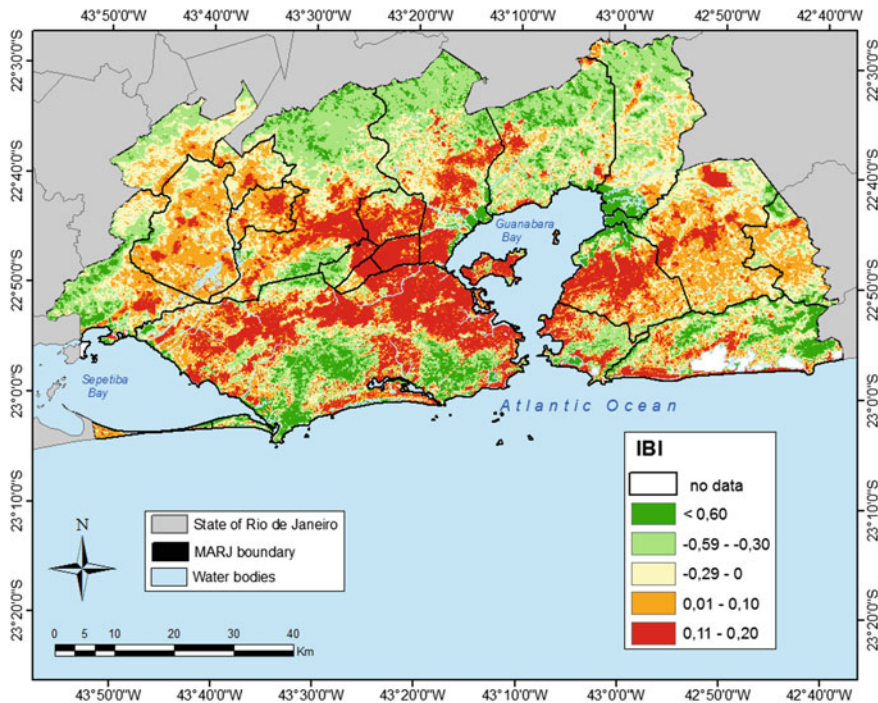 43°50'0"W 43°40'0"W 43°30'0"W 43°20'0"W 43°10'0"W 43°0'0"W 42°50'0"W 42°40'0"W
22°30'0"S 22°30'0"S
22°40'0"S 22°40'0"S
Guanabara
Bay
22°50'0"S 22°50'0"S
Sepetiba
Bay
23°0'0"S 23°0'0"S
Atlantic Ocean
IBI
no data
< 0,60
-0,59 - -0,30
-0,29 - 0
0,01 - 0,10
0,11 - 0,20
23°10'0"S 23°10'0"S
N
State of Rio de Janeiro
MARJ boundary
Water bodies
23°20'0"S 23°20'0"S
0 5 10 20 30 40
Km
43°50'0"W 43°40'0"W 43°30'0"W 43°20'0"W 43°10'0"W 43°0'0"W 42°50'0"W 42°40'0"W